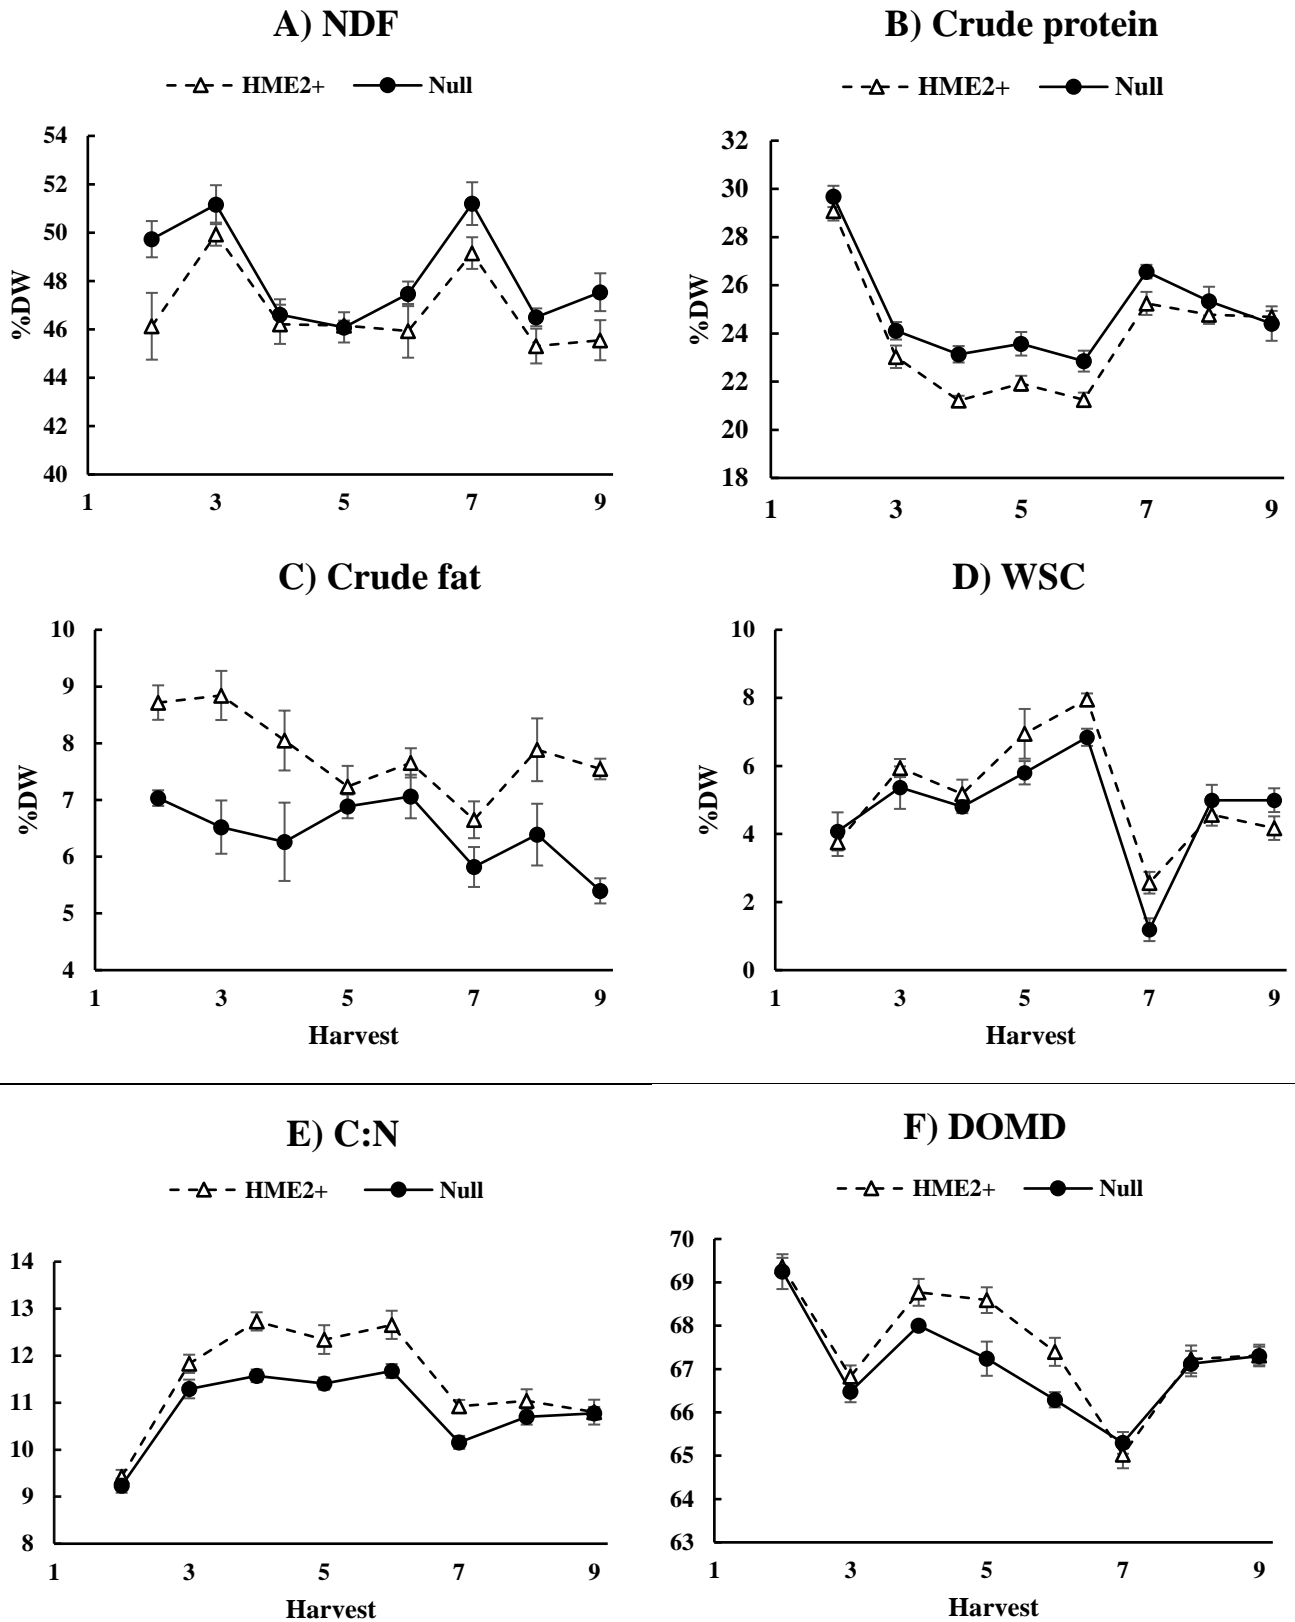 A) NDF
HME2+ Null
54
52
50
48
46
44
42
40
%DW
1 3 5 7 9
B) Crude protein
HME2+ Null
32
30
28
26
24
22
20
18
%DW
1 3 5 7 9
C) Crude fat
10
9
8
7
6
5
4
%DW
1 3 5 7 9
Harvest
D) WSC
10
8
6
4
2
0
%DW
1 3 5 7 9
Harvest
E) C:N
HME2+ Null
14
13
12
11
10
9
8
1 3 5 7 9
Harvest
F) DOMD
HME2+ Null
70
69
68
67
66
65
64
63
1 3 5 7 9
Harvest